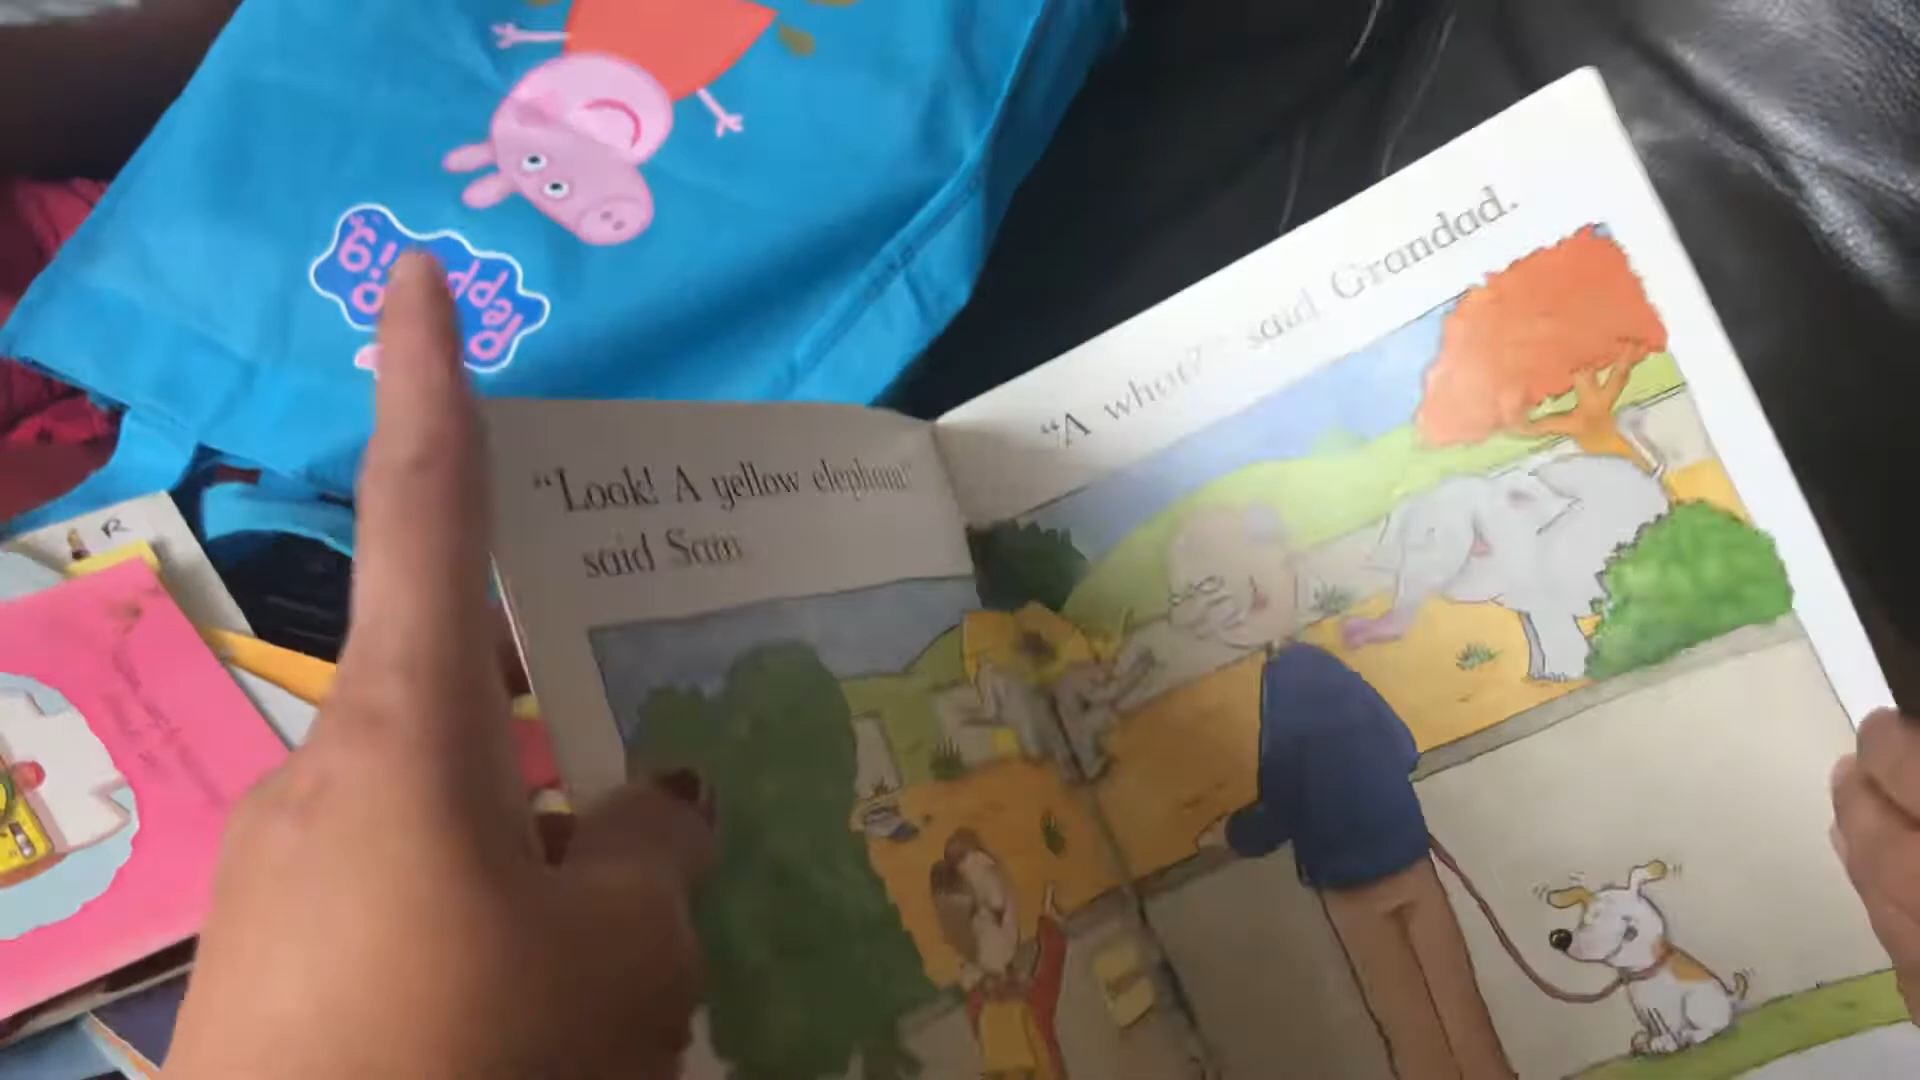 Peppa
Pig
R
"Look! A yellow elephant"
said Sam
"A what?" said Grandad.